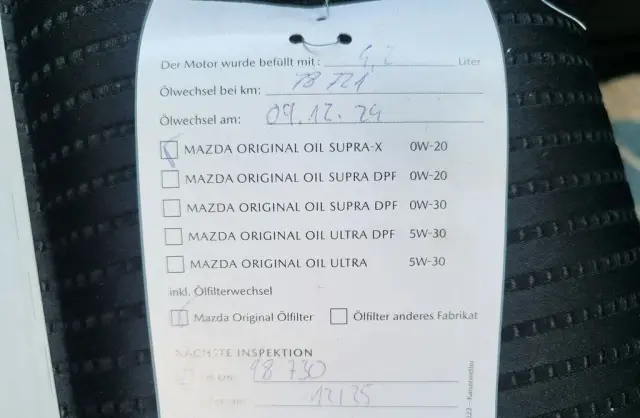 Der Motor wurde befüllt mit: 4,2 Liter
Ölwechsel bei km: 78 721
Ölwechsel am: 09.12.24
MAZDA ORIGINAL OIL SUPRA-X 0W-20
MAZDA ORIGINAL OIL SUPRA DPF 0W-20
MAZDA ORIGINAL OIL SUPRA DPF 0W-30
MAZDA ORIGINAL OIL ULTRA DPF 5W-30
MAZDA ORIGINAL OIL ULTRA 5W-30
inkl. Ölfilterwechsel
Mazda Original Ölfilter Ölfilter anderes Fabrikat
NÄCHSTE INSPEKTION
km: 98 730
12/25